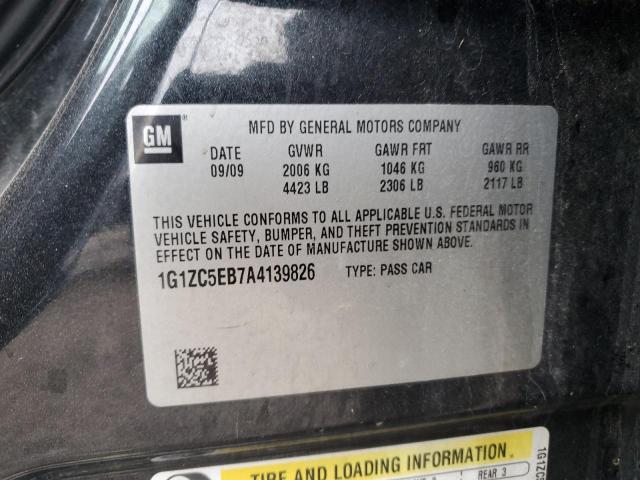 GM
MFD BY GENERAL MOTORS COMPANY
DATE GVWR GAWR FRT GAWR RR
09/09 2006 KG 1046 KG 960 KG
4423 LB 2306 LB 2117 LB
THIS VEHICLE CONFORMS TO ALL APPLICABLE U.S. FEDERAL MOTOR
VEHICLE SAFETY, BUMPER, AND THEFT PREVENTION STANDARDS IN
EFFECT ON THE DATE OF MANUFACTURE SHOWN ABOVE.
1G1ZC5EB7A4139826 TYPE: PASS CAR
TIRE AND LOADING INFORMATION
REAR 3
1G1ZC5